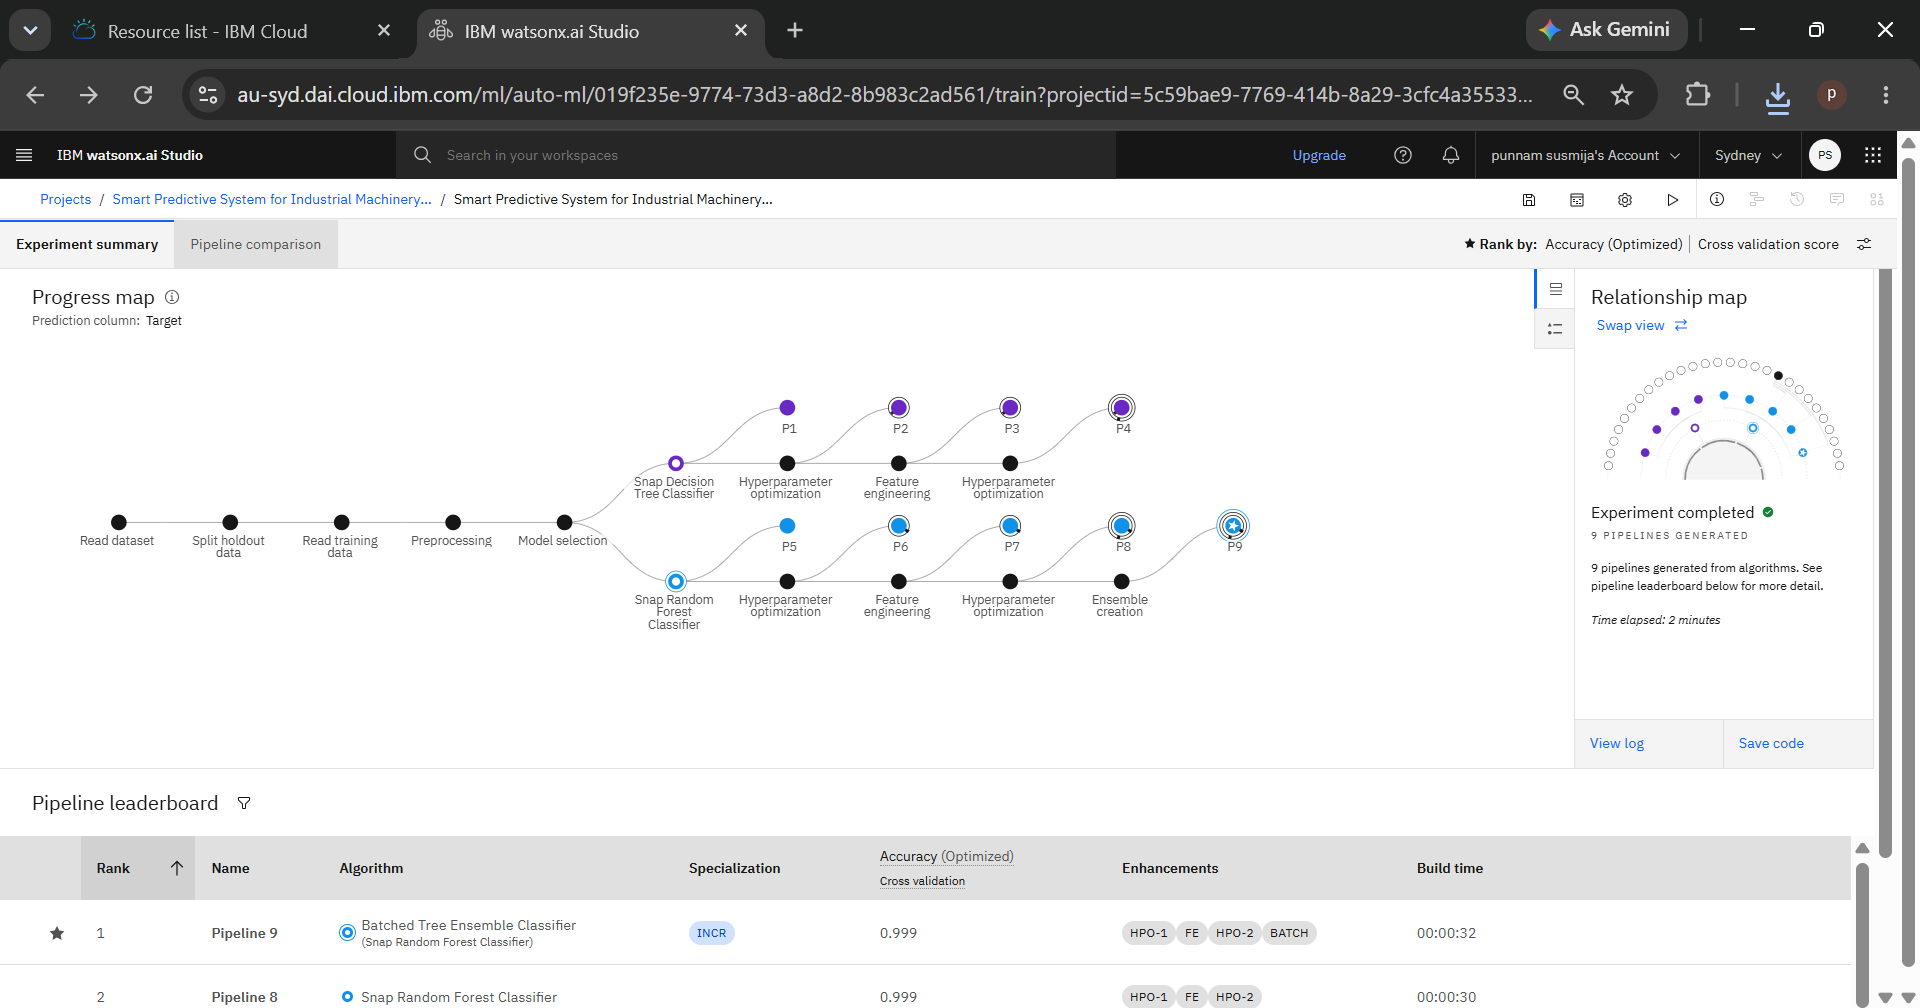 Resource list - IBM Cloud
IBM watsonx.ai Studio
Ask Gemini
au-syd.dai.cloud.ibm.com/ml/auto-ml/019f235e-9774-73d3-a8d2-8b983c2ad561/train?projectid=5c59bae9-7769-414b-8a29-3cfc4a35533...
p
IBM watsonx.ai Studio
Search in your workspaces
Upgrade
punnam susmija's Account
Sydney
PS
Projects / Smart Predictive System for Industrial Machinery... / Smart Predictive System for Industrial Machinery...
Experiment summary
Pipeline comparison
Rank by: Accuracy (Optimized) | Cross validation score
Progress map
Prediction column: Target
P1
P2
P3
P4
Snap Decision
Tree Classifier
Hyperparameter
optimization
Feature
engineering
Hyperparameter
optimization
Read dataset
Split holdout
data
Read training
data
Preprocessing
Model selection
P5
P6
P7
P8
P9
Snap Random
Forest
Classifier
Hyperparameter
optimization
Feature
engineering
Hyperparameter
optimization
Ensemble
creation
Relationship map
Swap view
Experiment completed
9 PIPELINES GENERATED
9 pipelines generated from algorithms. See
pipeline leaderboard below for more detail.
Time elapsed: 2 minutes
View log
Save code
Pipeline leaderboard
Rank
Name
Algorithm
Specialization
Accuracy (Optimized)
Cross validation
Enhancements
Build time
1
Pipeline 9
Batched Tree Ensemble Classifier
(Snap Random Forest Classifier)
INCR
0.999
HPO-1 FE HPO-2 BATCH
00:00:32
2
Pipeline 8
Snap Random Forest Classifier
0.999
HPO-1 FE HPO-2
00:00:30